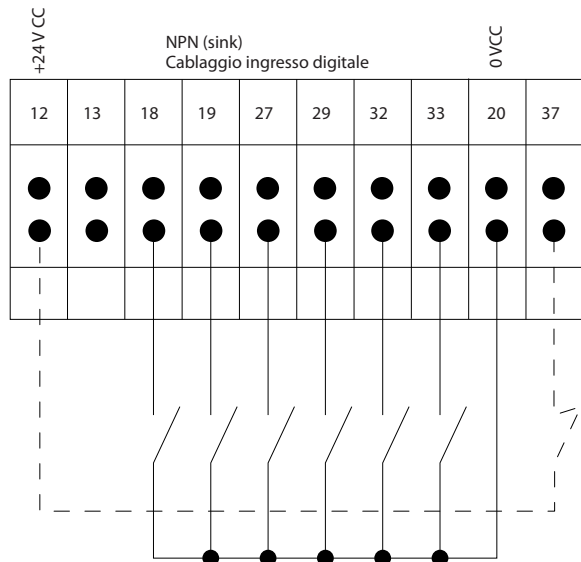 +24 V CC
NPN (sink)
Cablaggio ingresso digitale
0 VCC
12 13 18 19 27 29 32 33 20 37